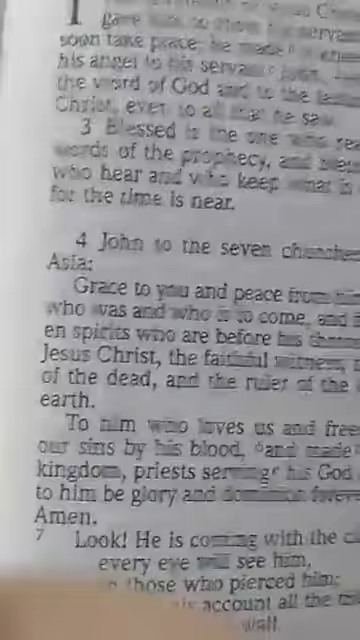 1
gave him to show his servan
soon take place; he made
his angel to his servant John,
the word of God and to the
Christ, even to all that he saw.
3 Blessed is the one who rea
words of the prophecy, and
who hear and who keep what is
for the time is near.
4 John to the seven churches
Asia:
Grace to you and peace from him
who was and who is to come, and
en spirits who are before his
Jesus Christ, the faithful witness,
of the dead, and the ruler of the
earth.
To him who loves us and free
our sins by his blood, and made
kingdom, priests serving his God
to him be glory and dominion forever
Amen.
7 Look! He is coming with the
every eye will see him,
those who pierced him;
account all the
wail.